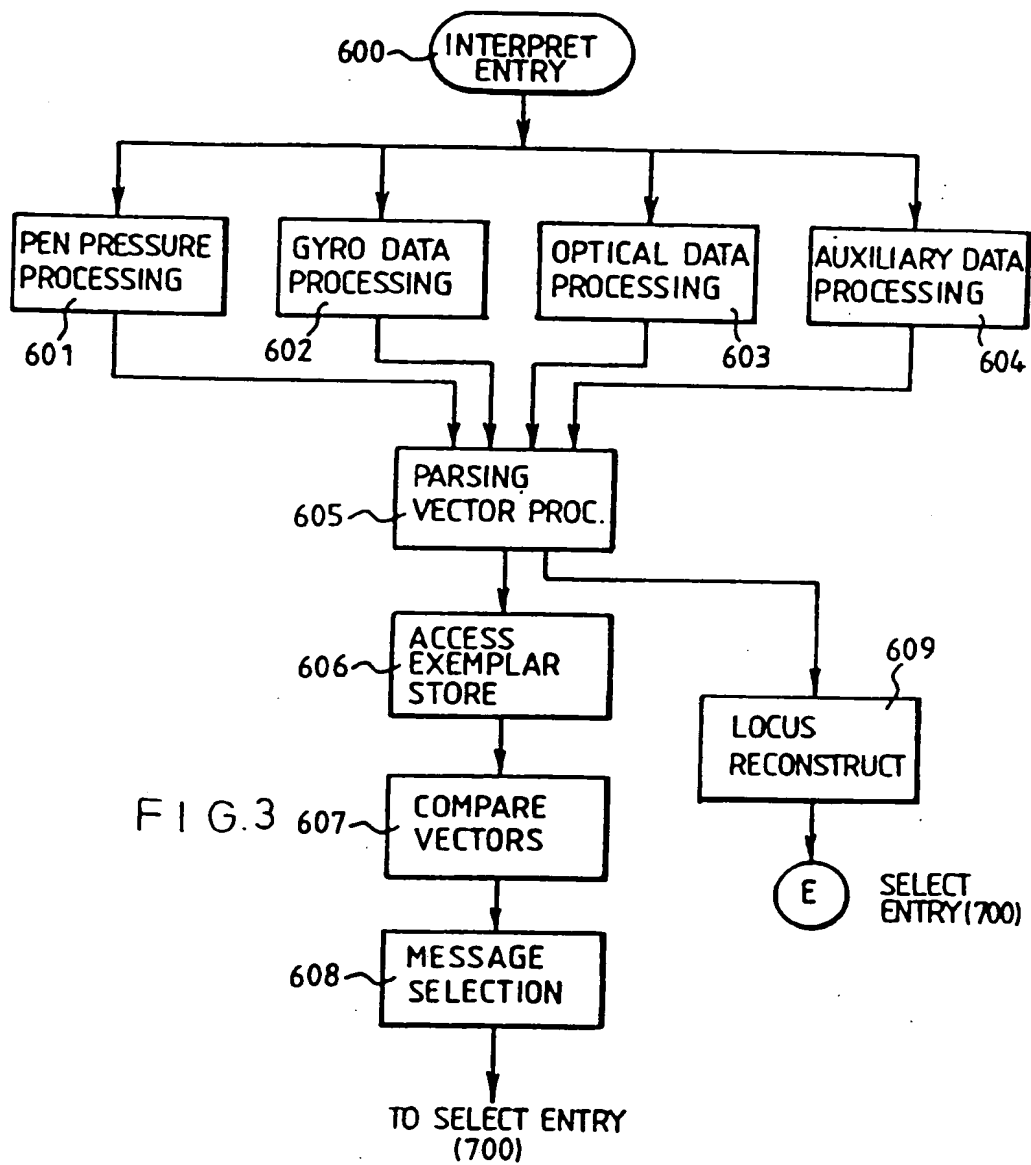 600
INTERPRET
ENTRY
PEN PRESSURE
PROCESSING
601
GYRO DATA
PROCESSING
602
OPTICAL DATA
PROCESSING
603
AUXILIARY DATA
PROCESSING
604
PARSING
VECTOR PROC.
605
ACCESS
EXEMPLAR
STORE
606
609
LOCUS
RECONSTRUCT
FIG.3
607
COMPARE
VECTORS
E
SELECT
ENTRY (700)
608
MESSAGE
SELECTION
TO SELECT ENTRY
(700)